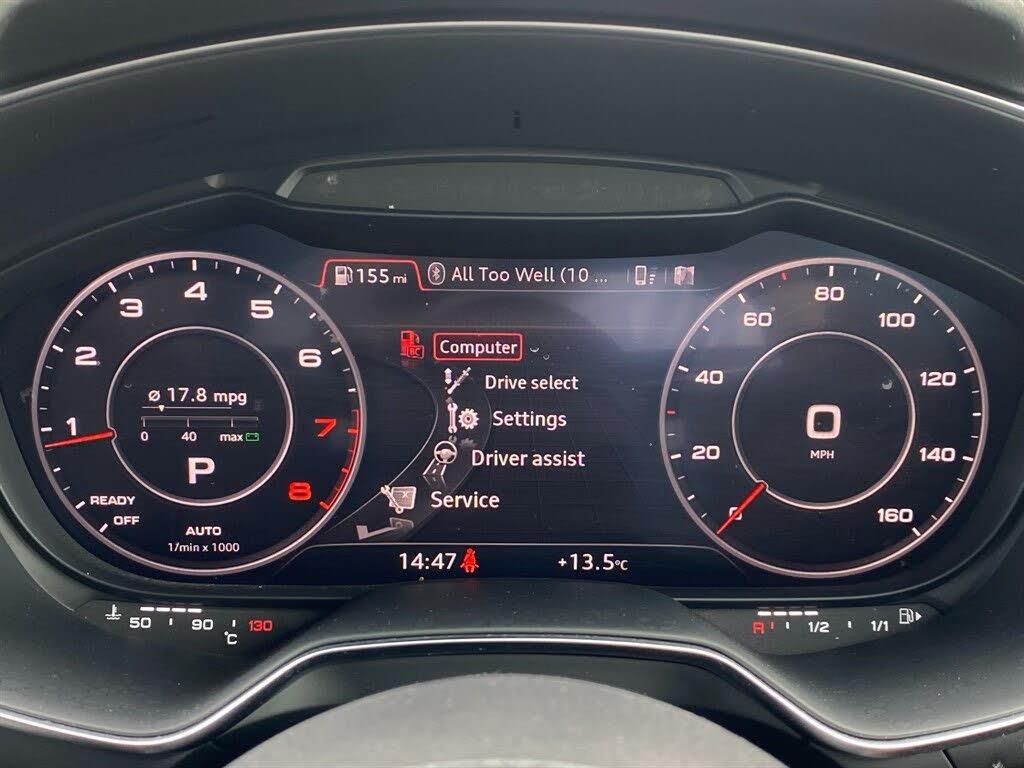 155 mi
All Too Well (10 ...
Computer
BC
Drive select
Settings
Driver assist
Service
14:47
+13.5°C
1
2
3
4
5
6
7
8
ø 17.8 mpg
0 40 max
P
READY
OFF
AUTO
1/min x 1000
0
20
40
60
80
100
120
140
160
0
MPH
50 90 130
°C
R 1/2 1/1